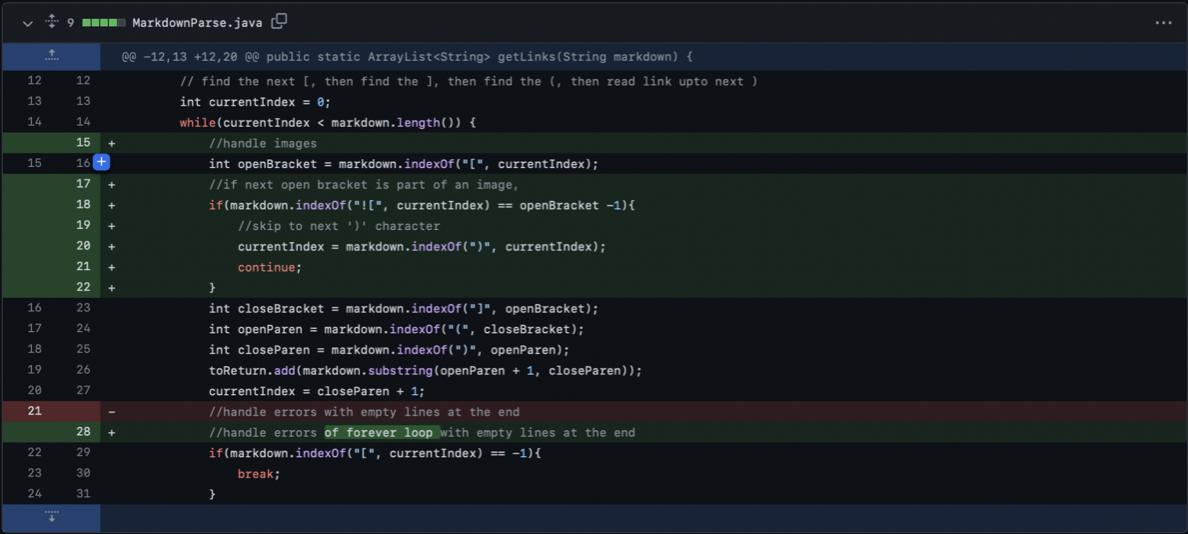 9 MarkdownParse.java
@@ -12,13 +12,20 @@ public static ArrayList<String> getLinks(String markdown) {
12 12 // find the next [, then find the ], then find the (, then read link upto next )
13 13 int currentIndex = 0;
14 14 while(currentIndex < markdown.length()) {
15 + //handle images
15 16 + int openBracket = markdown.indexOf("[", currentIndex);
17 + //if next open bracket is part of an image,
18 + if(markdown.indexOf("![", currentIndex) == openBracket -1){
19 + //skip to next ')' character
20 + currentIndex = markdown.indexOf(")", currentIndex);
21 + continue;
22 + }
16 23 int closeBracket = markdown.indexOf("]", openBracket);
17 24 int openParen = markdown.indexOf("(", closeBracket);
18 25 int closeParen = markdown.indexOf(")", openParen);
19 26 toReturn.add(markdown.substring(openParen + 1, closeParen));
20 27 currentIndex = closeParen + 1;
21 - //handle errors with empty lines at the end
28 + //handle errors of forever loop with empty lines at the end
22 29 if(markdown.indexOf("[", currentIndex) == -1){
23 30 break;
24 31 }